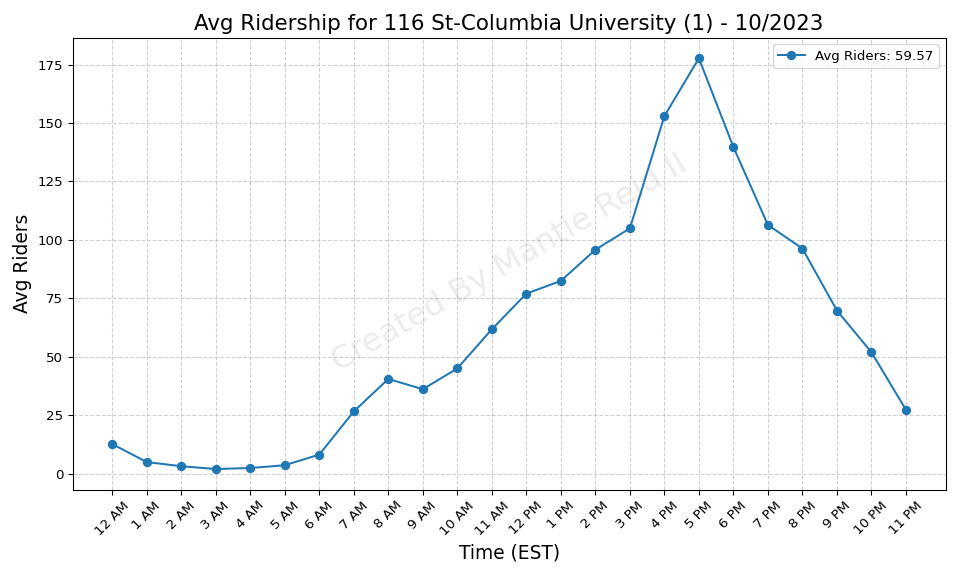 Avg Ridership for 116 St-Columbia University (1) - 10/2023
Avg Riders: 59.57
175
150
125
100
75
50
25
0
Avg Riders
Created By Mantle Reid II
12 AM
1 AM
2 AM
3 AM
4 AM
5 AM
6 AM
7 AM
8 AM
9 AM
10 AM
11 AM
12 PM
1 PM
2 PM
3 PM
4 PM
5 PM
6 PM
7 PM
8 PM
9 PM
10 PM
11 PM
Time (EST)